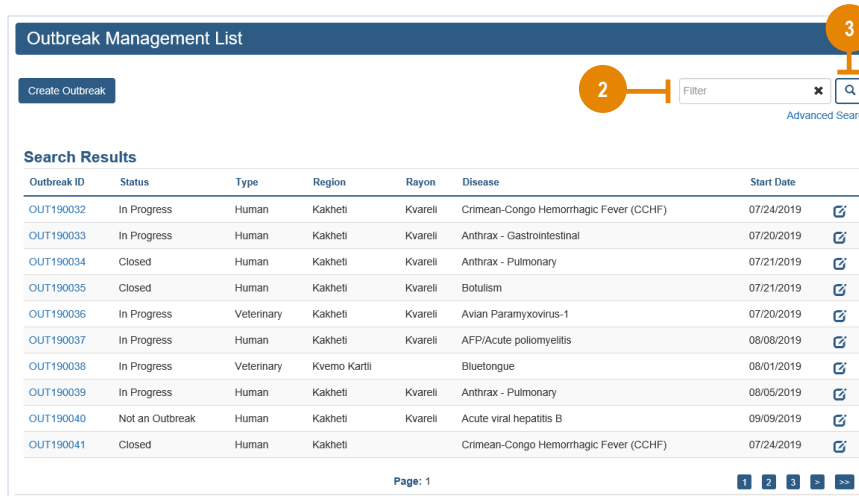 Outbreak Management List
3
Create Outbreak
2
Filter
Advanced Sear
Search Results
Outbreak ID Status Type Region Rayon Disease Start Date
OUT190032 In Progress Human Kakheti Kvareli Crimean-Congo Hemorrhagic Fever (CCHF) 07/24/2019
OUT190033 In Progress Human Kakheti Kvareli Anthrax - Gastrointestinal 07/20/2019
OUT190034 Closed Human Kakheti Kvareli Anthrax - Pulmonary 07/21/2019
OUT190035 Closed Human Kakheti Kvareli Botulism 07/21/2019
OUT190036 In Progress Veterinary Kakheti Kvareli Avian Paramyxovirus-1 07/20/2019
OUT190037 In Progress Human Kakheti Kvareli AFP/Acute poliomyelitis 08/08/2019
OUT190038 In Progress Veterinary Kvemo Kartli Bluetongue 08/01/2019
OUT190039 In Progress Human Kakheti Kvareli Anthrax - Pulmonary 08/05/2019
OUT190040 Not an Outbreak Human Kakheti Kvareli Acute viral hepatitis B 09/09/2019
OUT190041 Closed Human Kakheti Crimean-Congo Hemorrhagic Fever (CCHF) 07/24/2019
Page: 1 1 2 3 > >>